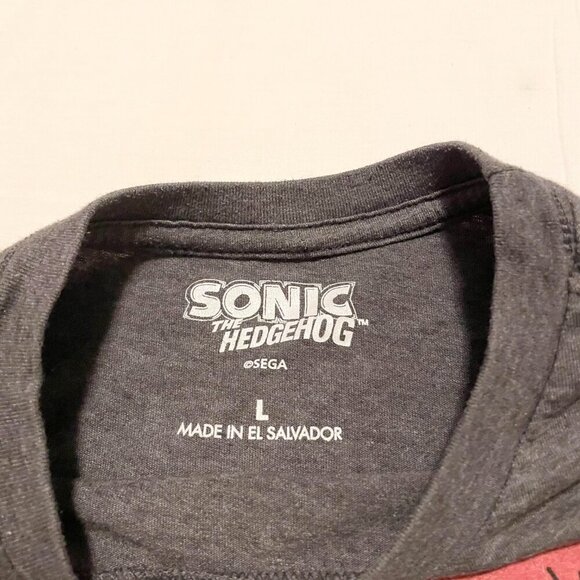 SONIC
THE
HEDGEHOG™
©SEGA
L
MADE IN EL SALVADOR